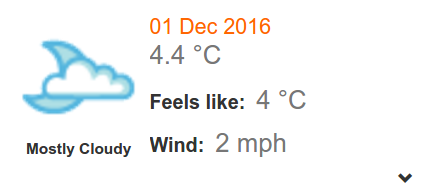 01 Dec 2016
4.4 °C
Feels like: 4 °C
Mostly Cloudy
Wind: 2 mph